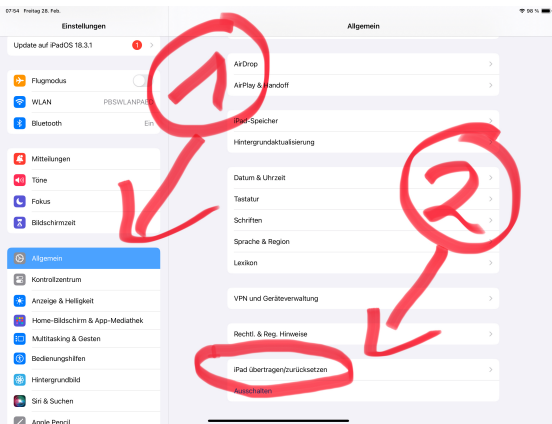 07:54 Freitag 28. Feb.
98 %
Einstellungen
Allgemein
Update auf iPadOS 18.3.1
1
Flugmodus
WLAN
PBSWLANPAED
Bluetooth
Ein
Mitteilungen
Töne
Fokus
Bildschirmzeit
Allgemein
Kontrollzentrum
Anzeige & Helligkeit
Home-Bildschirm & App-Mediathek
Multitasking & Gesten
Bedienungshilfen
Hintergrundbild
Siri & Suchen
Apple Pencil
1
AirDrop
AirPlay & Handoff
iPad-Speicher
Hintergrundaktualisierung
Datum & Uhrzeit
Tastatur
Schriften
Sprache & Region
Lexikon
2
VPN und Geräteverwaltung
Rechtl. & Reg. Hinweise
iPad übertragen/zurücksetzen
Ausschalten